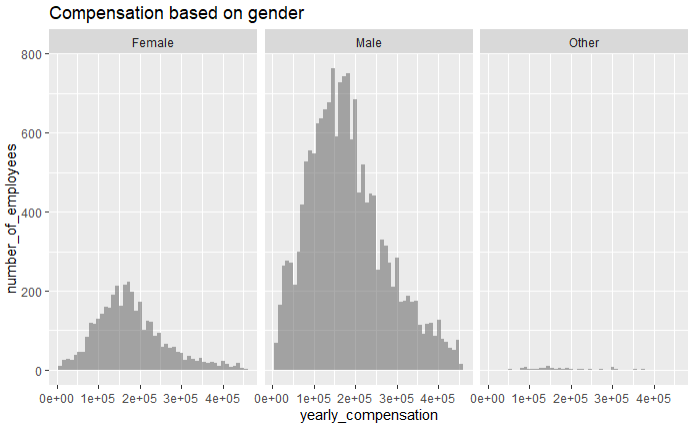 Compensation based on gender
Female Male Other
800
600
400
200
0
number_of_employees
0e+00 1e+05 2e+05 3e+05 4e+05 0e+00 1e+05 2e+05 3e+05 4e+05 0e+00 1e+05 2e+05 3e+05 4e+05
yearly_compensation